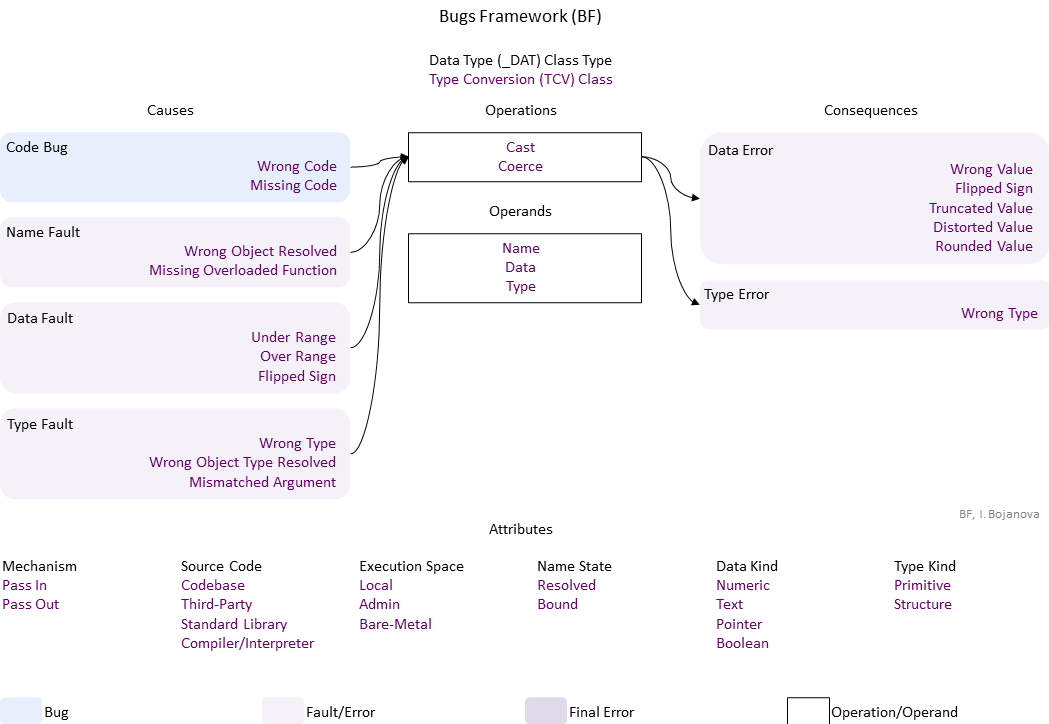 Bugs Framework (BF)
Data Type (_DAT) Class Type
Type Conversion (TCV) Class
Causes
Operations
Consequences
Code Bug
Wrong Code
Missing Code
Name Fault
Wrong Object Resolved
Missing Overloaded Function
Data Fault
Under Range
Over Range
Flipped Sign
Type Fault
Wrong Type
Wrong Object Type Resolved
Mismatched Argument
Cast
Coerce
Operands
Name
Data
Type
Data Error
Wrong Value
Flipped Sign
Truncated Value
Distorted Value
Rounded Value
Type Error
Wrong Type
BF, I. Bojanova
Attributes
Mechanism
Pass In
Pass Out
Source Code
Codebase
Third-Party
Standard Library
Compiler/Interpreter
Execution Space
Local
Admin
Bare-Metal
Name State
Resolved
Bound
Data Kind
Numeric
Text
Pointer
Boolean
Type Kind
Primitive
Structure
Bug
Fault/Error
Final Error
Operation/Operand